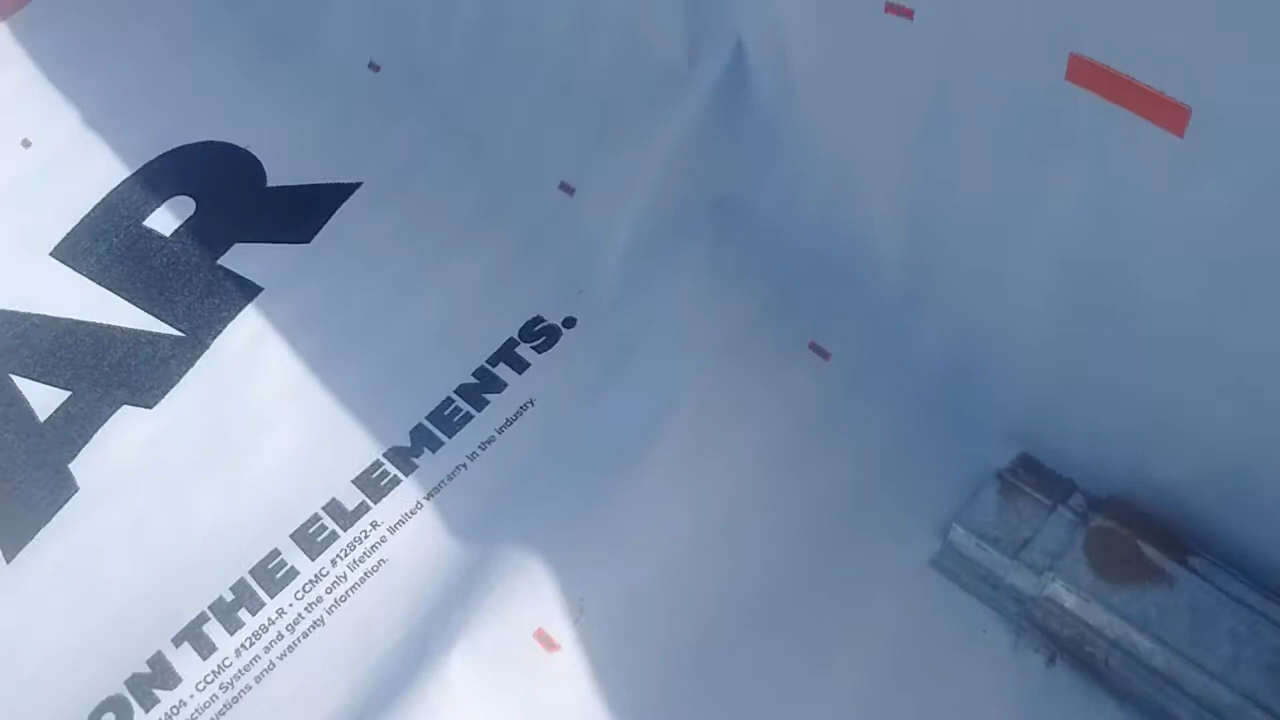 AR
ON THE ELEMENTS.
404 • CCMC #12884-R • CCMC #12892-R.
ction System and get the only lifetime limited warranty in the industry.
uctions and warranty information.